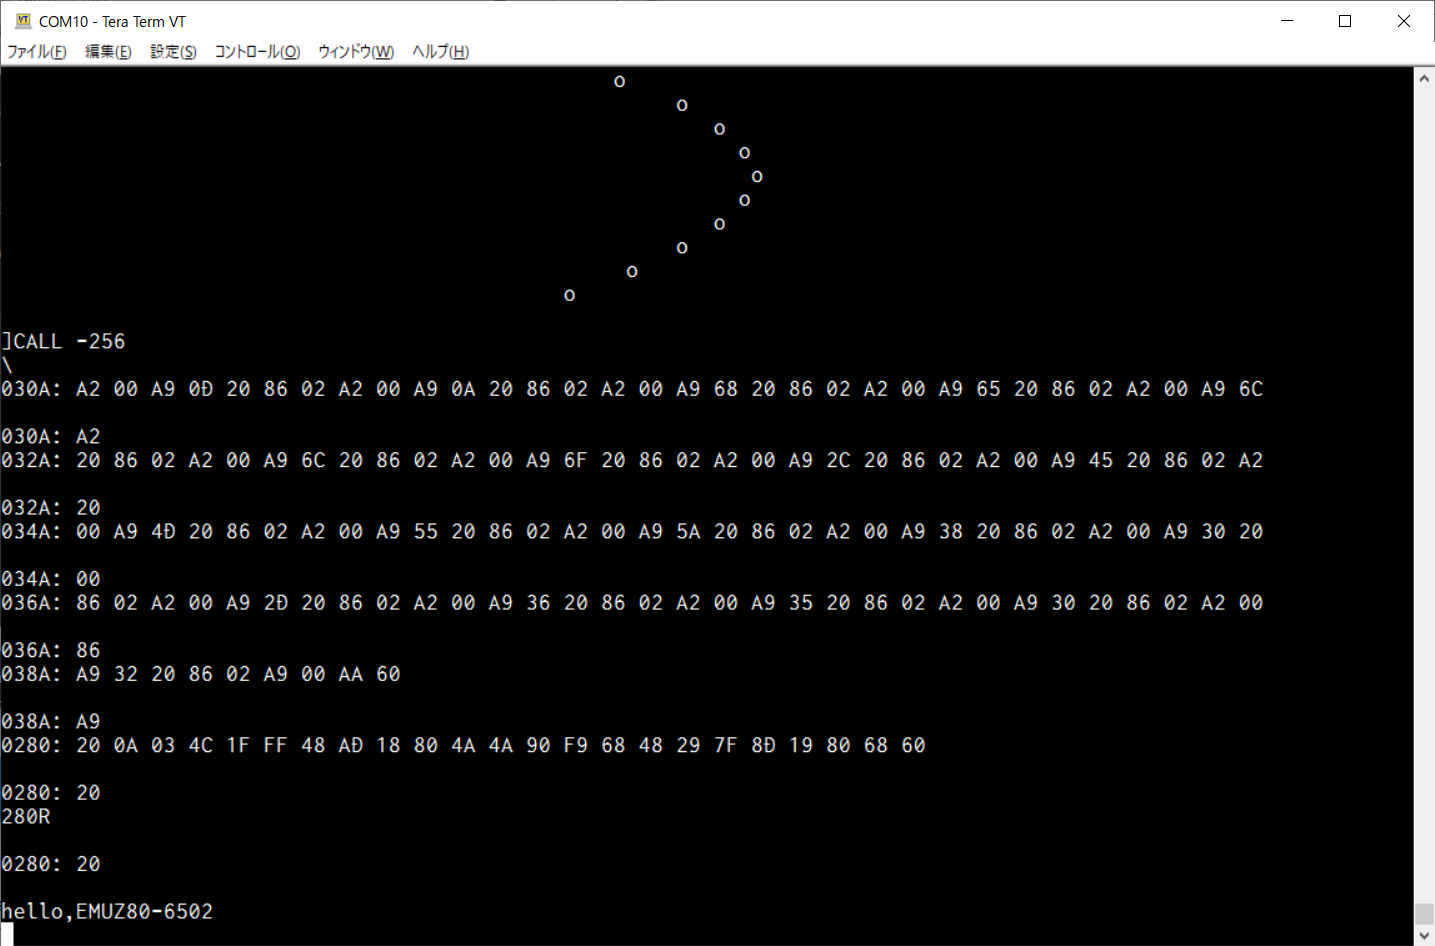 COM10 - Tera Term VT
ファイル(F) 編集(E) 設定(S) コントロール(O) ウィンドウ(W) ヘルプ(H)
o
o
o
o
o
o
o
o
o
o
]CALL -256
\
030A: A2 00 A9 0D 20 86 02 A2 00 A9 0A 20 86 02 A2 00 A9 68 20 86 02 A2 00 A9 65 20 86 02 A2 00 A9 6C
030A: A2
032A: 20 86 02 A2 00 A9 6C 20 86 02 A2 00 A9 6F 20 86 02 A2 00 A9 2C 20 86 02 A2 00 A9 45 20 86 02 A2
032A: 20
034A: 00 A9 4D 20 86 02 A2 00 A9 55 20 86 02 A2 00 A9 5A 20 86 02 A2 00 A9 38 20 86 02 A2 00 A9 30 20
034A: 00
036A: 86 02 A2 00 A9 2D 20 86 02 A2 00 A9 36 20 86 02 A2 00 A9 35 20 86 02 A2 00 A9 30 20 86 02 A2 00
036A: 86
038A: A9 32 20 86 02 A9 00 AA 60
038A: A9
0280: 20 0A 03 4C 1F FF 48 AD 18 80 4A 4A 90 F9 68 48 29 7F 8D 19 80 68 60
0280: 20
280R
0280: 20
hello,EMUZ80-6502